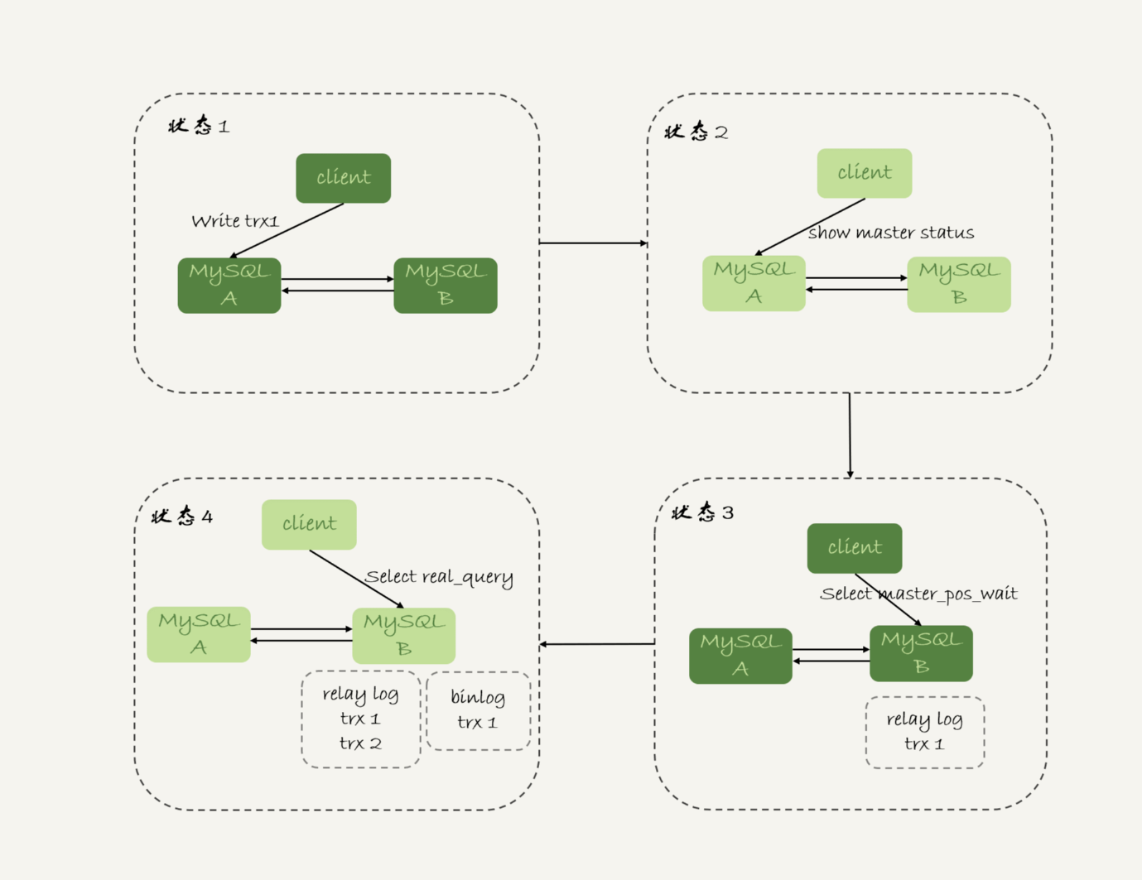 状态1
client
Write trx1
MySQL
A
MySQL
B
状态2
client
show master status
MySQL
A
MySQL
B
状态3
client
Select master_pos_wait
MySQL
A
MySQL
B
relay log
trx 1
状态4
client
Select real_query
MySQL
A
MySQL
B
relay log
trx 1
trx 2
binlog
trx 1